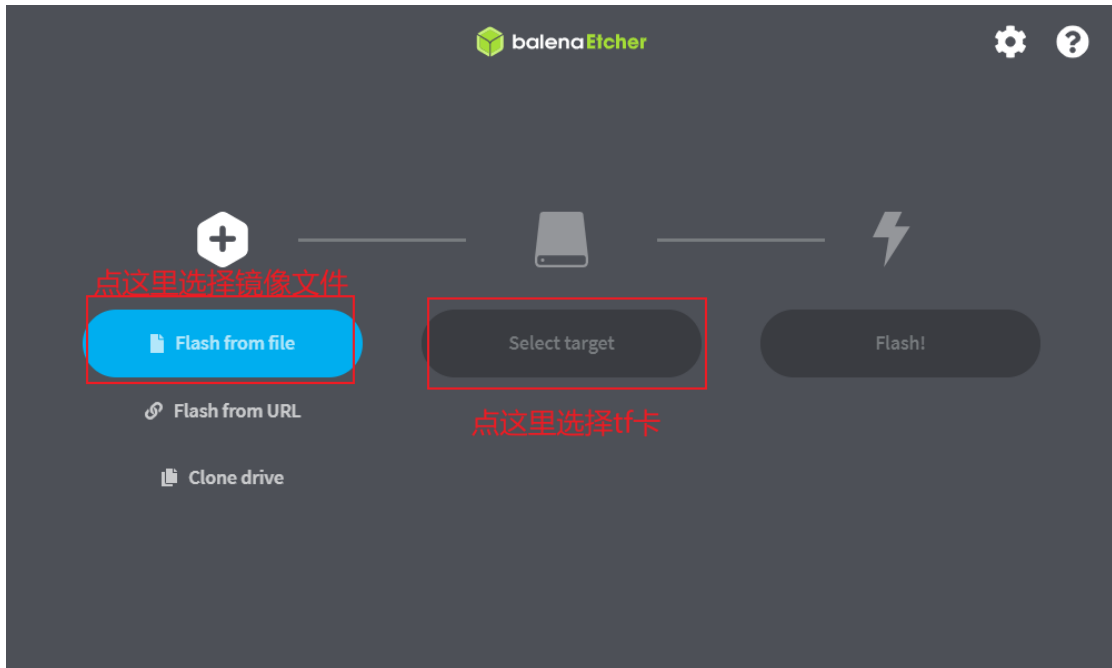 balenaEtcher
点这里选择镜像文件
Flash from file
Select target
Flash!
Flash from URL
点这里选择tf卡
Clone drive